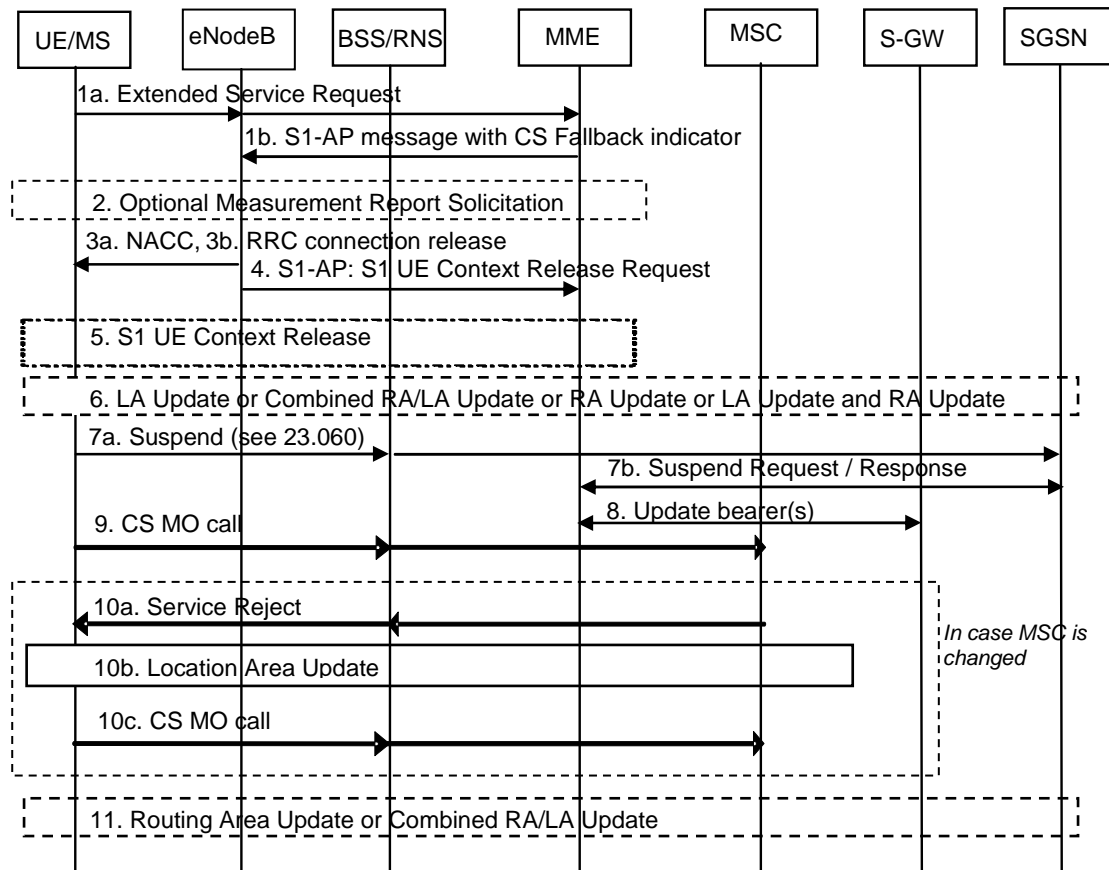 UE/MS
eNodeB
BSS/RNS
MME
MSC
S-GW
SGSN
1a. Extended Service Request
1b. S1-AP message with CS Fallback indicator
2. Optional Measurement Report Solicitation
3a. NACC, 3b. RRC connection release
4. S1-AP: S1 UE Context Release Request
5. S1 UE Context Release
6. LA Update or Combined RA/LA Update or RA Update or LA Update and RA Update
7a. Suspend (see 23.060)
7b. Suspend Request / Response
8. Update bearer(s)
9. CS MO call
10a. Service Reject
In case MSC is
changed
10b. Location Area Update
10c. CS MO call
11. Routing Area Update or Combined RA/LA Update